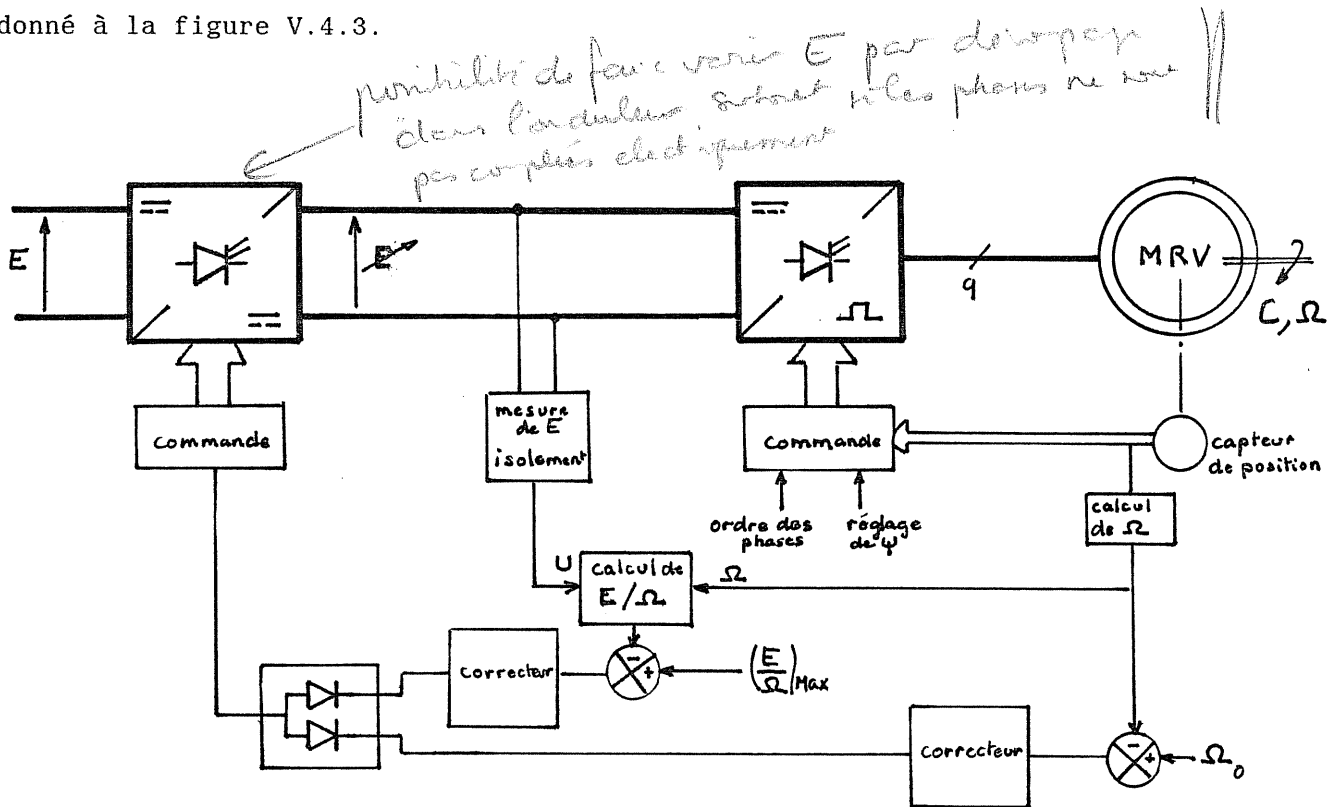 donné à la figure V.4.3.
possibilité de faire varier E par découpage
dans l'onduleur surtout si les phases ne sont
pas couplées electriquement
E
E
q
MRV
C, Ω
commande
mesure
de E
isolement
commande
capteur
de position
ordre des
phases
réglage
de ψ
calcul
de Ω
U
calcul de
E/Ω
Ω
correcteur
(E/Ω)Max
correcteur
Ω₀
- +
- +